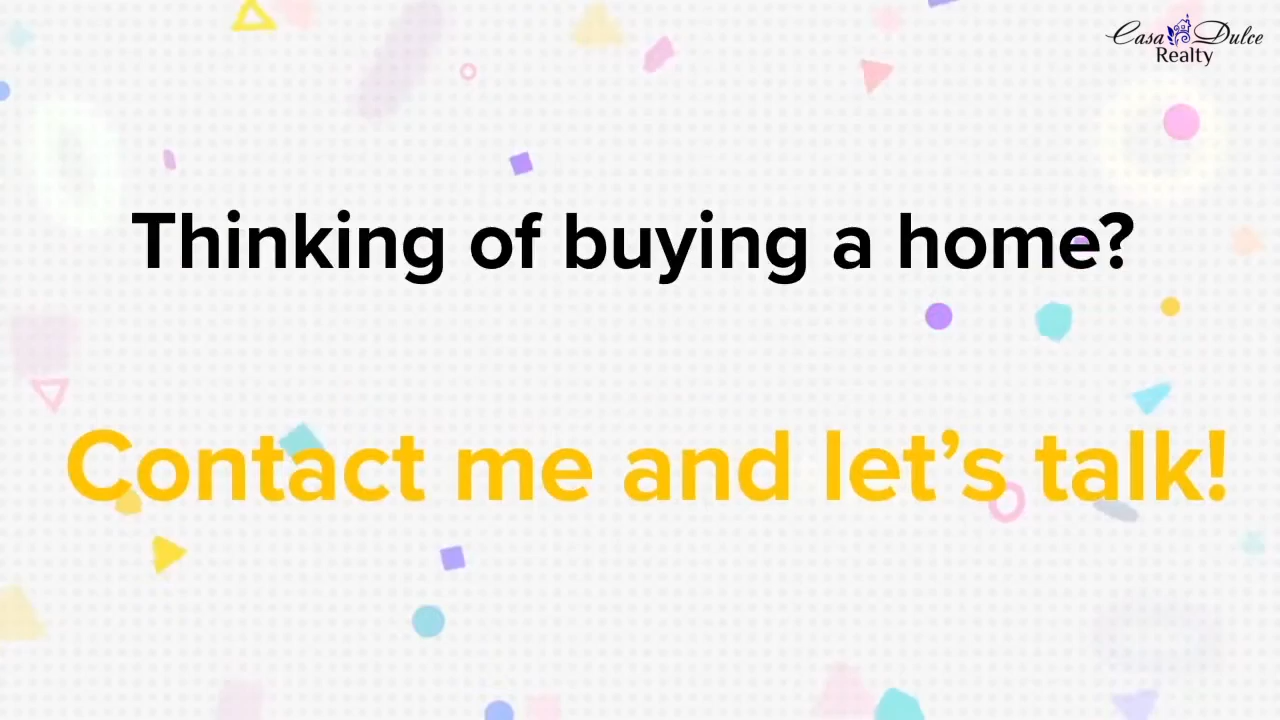 Casa Dulce
Realty
Thinking of buying a home?
Contact me and let’s talk!